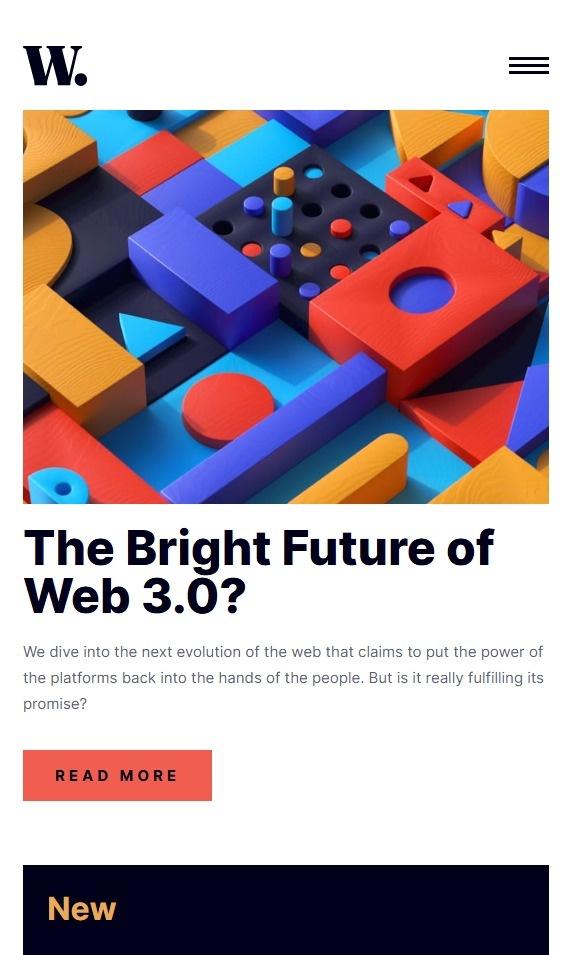 W.
The Bright Future of
Web 3.0?
We dive into the next evolution of the web that claims to put the power of
the platforms back into the hands of the people. But is it really fulfilling its
promise?
READ MORE
New